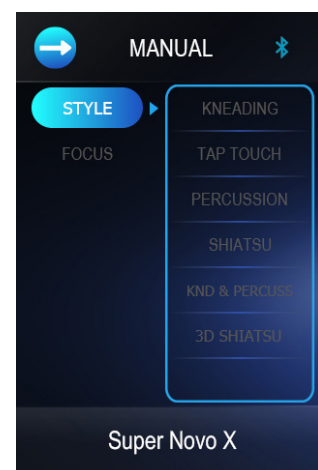 MANUAL
STYLE
FOCUS
KNEADING
TAP TOUCH
PERCUSSION
SHIATSU
KND & PERCUSS
3D SHIATSU
Super Novo X